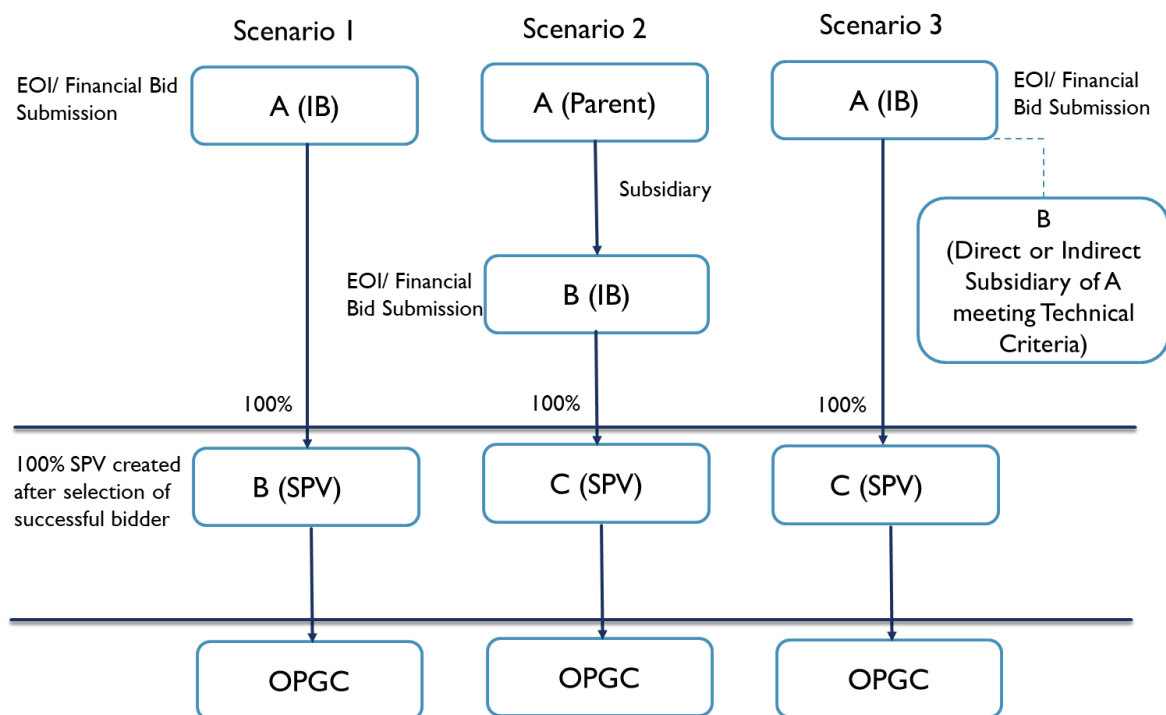 Scenario 1
Scenario 2
Scenario 3
EOI/ Financial Bid
Submission
A (IB)
A (Parent)
A (IB)
EOI/ Financial
Bid Submission
Subsidiary
B
(Direct or Indirect
Subsidiary of A
meeting Technical
Criteria)
EOI/ Financial
Bid Submission
B (IB)
100%
100%
100%
100% SPV created
after selection of
successful bidder
B (SPV)
C (SPV)
C (SPV)
OPGC
OPGC
OPGC